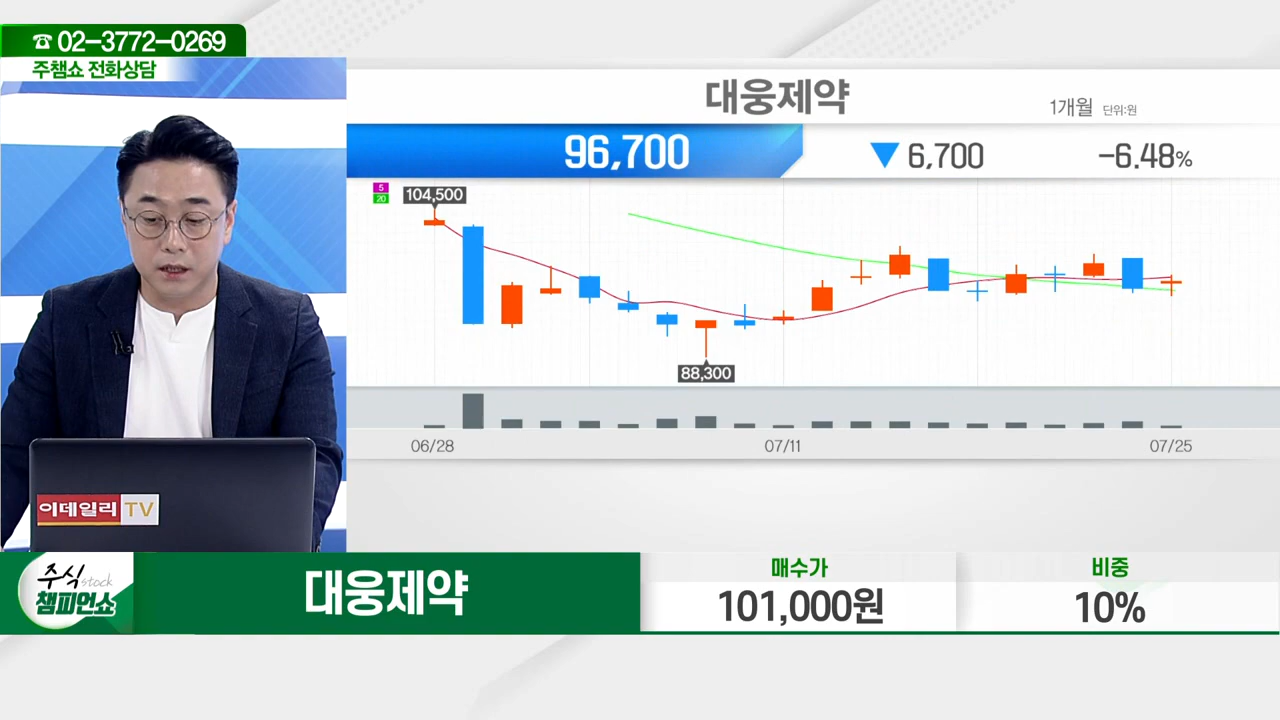 ☎ 02-3772-0269
주챔쇼 전화상담
대웅제약
1개월 단위:원
96,700
▼ 6,700
-6.48%
5
20
104,500
88,300
06/28
07/11
07/25
이데일리 TV
주식 stock
챔피언쇼
대웅제약
매수가
101,000원
비중
10%